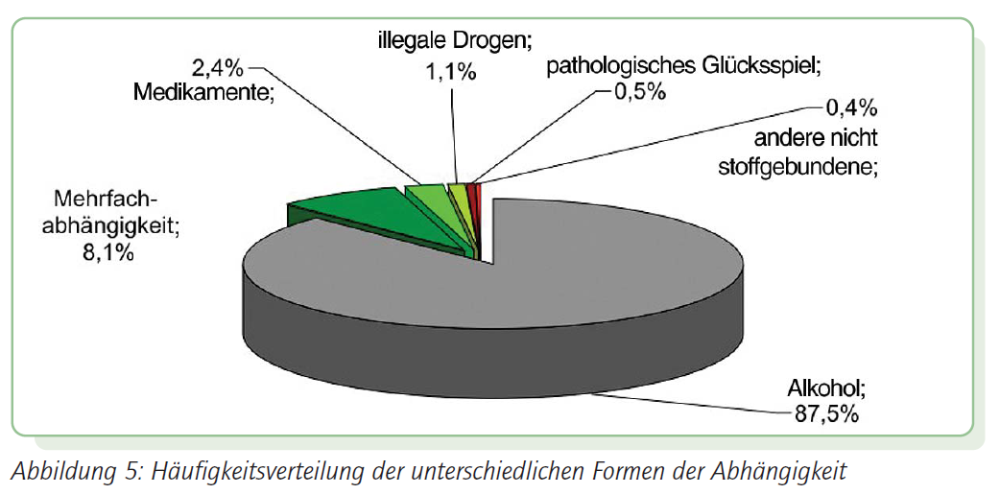 illegale Drogen;
1,1%
2,4%
Medikamente;
pathologisches Glücksspiel;
0,5%
0,4%
andere nicht
stoffgebundene;
Mehrfach-
abhängigkeit;
8,1%
Alkohol;
87,5%
Abbildung 5: Häufigkeitsverteilung der unterschiedlichen Formen der Abhängigkeit